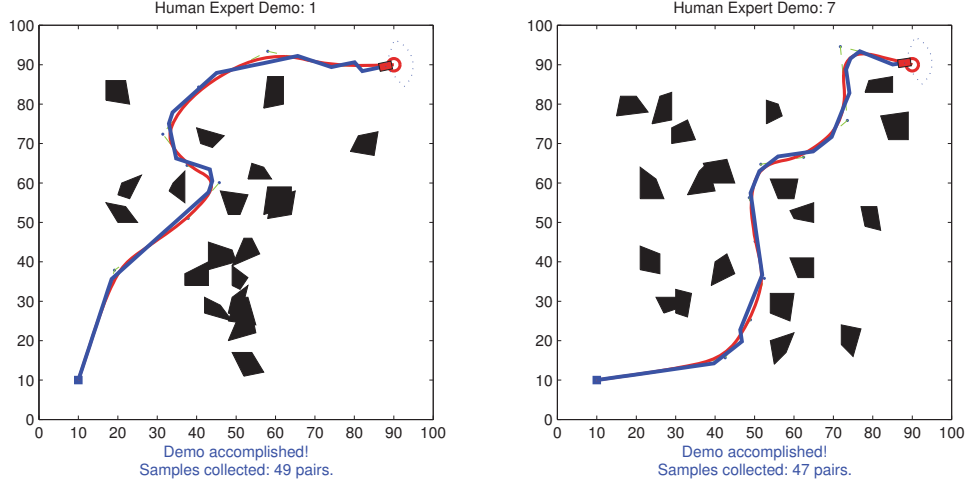 Human Expert Demo: 1
100
90
80
70
60
50
40
30
20
10
0
0 10 20 30 40 50 60 70 80 90 100
Demo accomplished!
Samples collected: 49 pairs.
Human Expert Demo: 7
100
90
80
70
60
50
40
30
20
10
0
0 10 20 30 40 50 60 70 80 90 100
Demo accomplished!
Samples collected: 47 pairs.